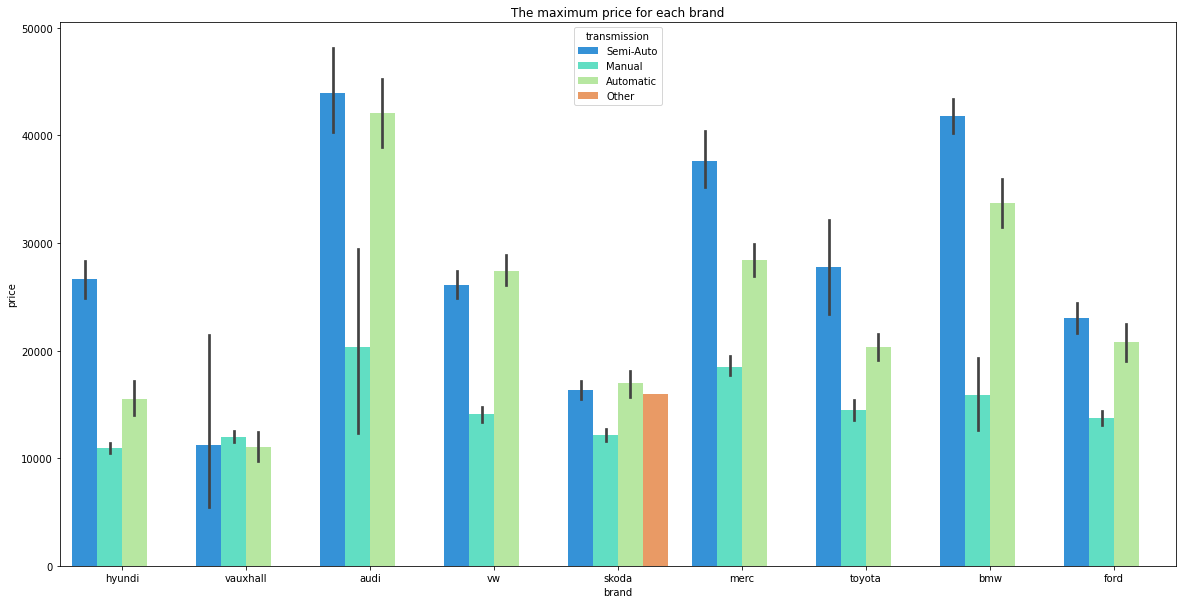 The maximum price for each brand
50000
40000
30000
20000
10000
0
price
transmission
Semi-Auto
Manual
Automatic
Other
hyundi
vauxhall
audi
vw
skoda
merc
toyota
bmw
ford
brand